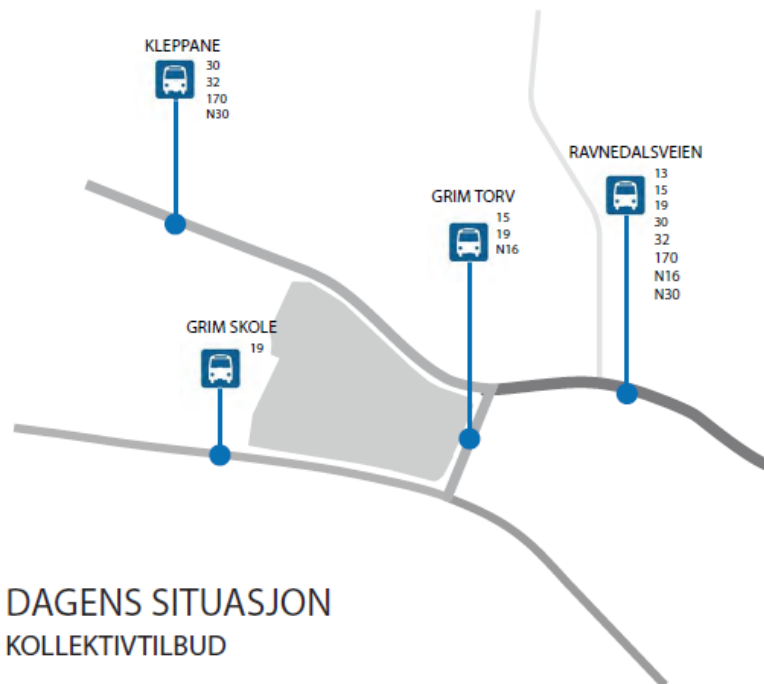 KLEPPANE
30
32
170
N30
RAVNEDALSVEIEN
13
15
19
30
32
170
N16
N30
GRIM TORV
15
19
N16
GRIM SKOLE
19
DAGENS SITUASJON
KOLLEKTIVTILBUD